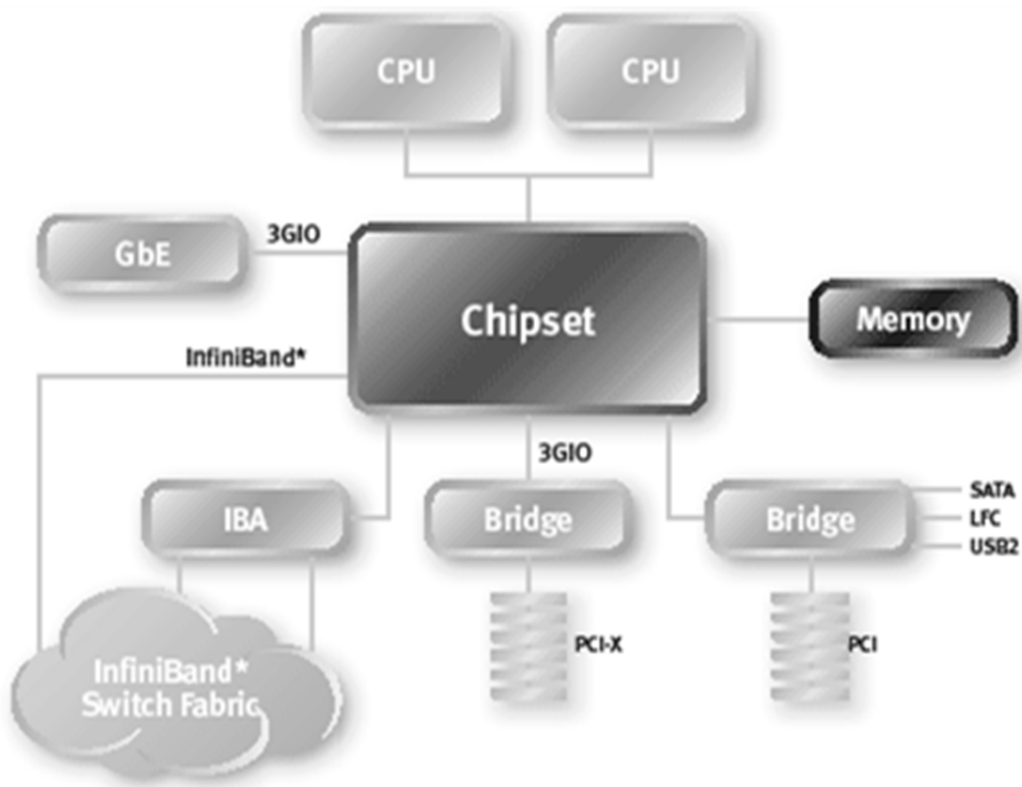 CPU
CPU
GbE
3GIO
Chipset
Memory
InfiniBand*
3GIO
IBA
Bridge
Bridge
SATA
LFC
USB2
InfiniBand*
Switch Fabric
PCI-X
PCI